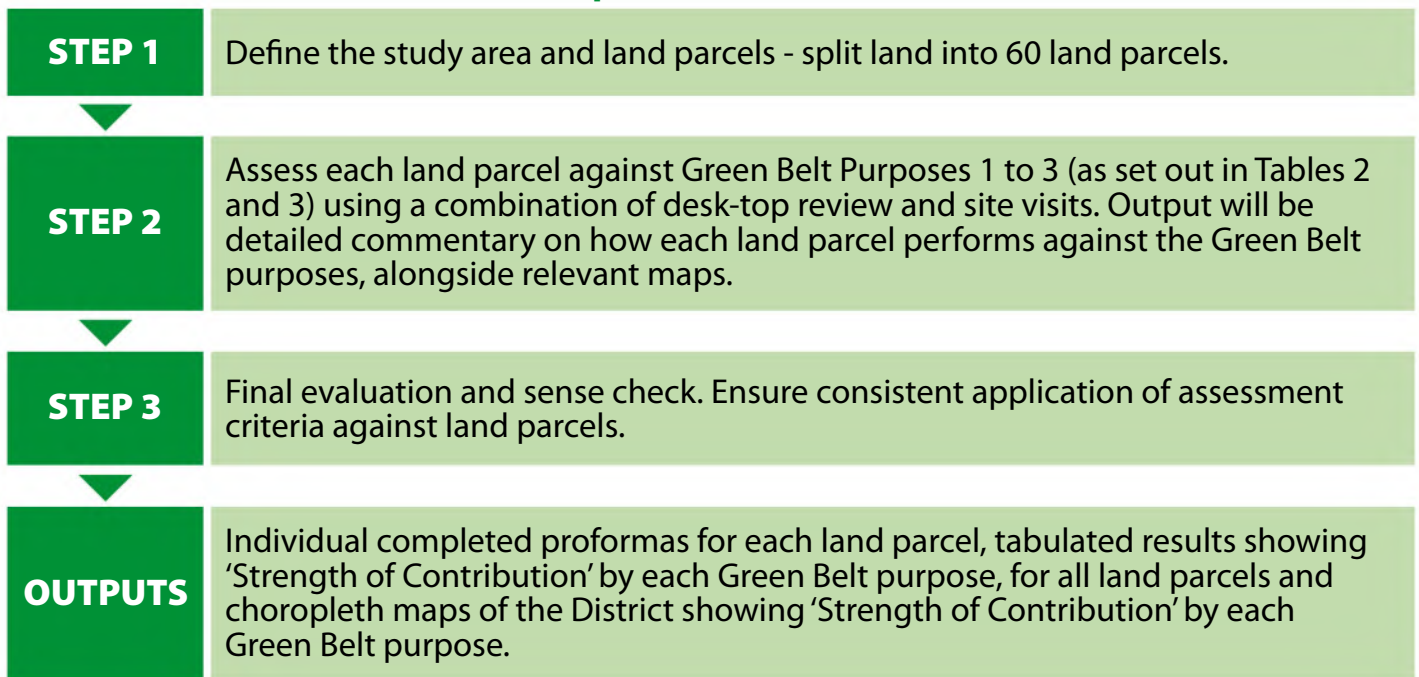 STEP 1
Define the study area and land parcels - split land into 60 land parcels.
STEP 2
Assess each land parcel against Green Belt Purposes 1 to 3 (as set out in Tables 2
and 3) using a combination of desk-top review and site visits. Output will be
detailed commentary on how each land parcel performs against the Green Belt
purposes, alongside relevant maps.
STEP 3
Final evaluation and sense check. Ensure consistent application of assessment
criteria against land parcels.
OUTPUTS
Individual completed proformas for each land parcel, tabulated results showing
‘Strength of Contribution’ by each Green Belt purpose, for all land parcels and
choropleth maps of the District showing ‘Strength of Contribution’ by each
Green Belt purpose.